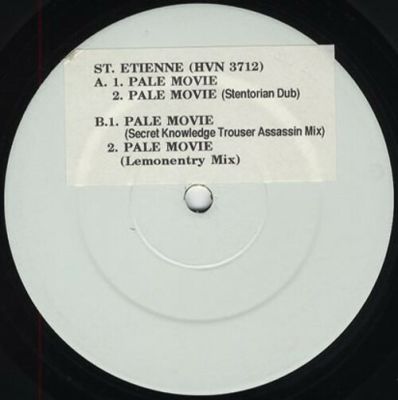 ST. ETIENNE (HVN 3712)
A. 1. PALE MOVIE
2. PALE MOVIE (Stentorian Dub)
B.1. PALE MOVIE
(Secret Knowledge Trouser Assassin Mix)
2. PALE MOVIE
(Lemonentry Mix)